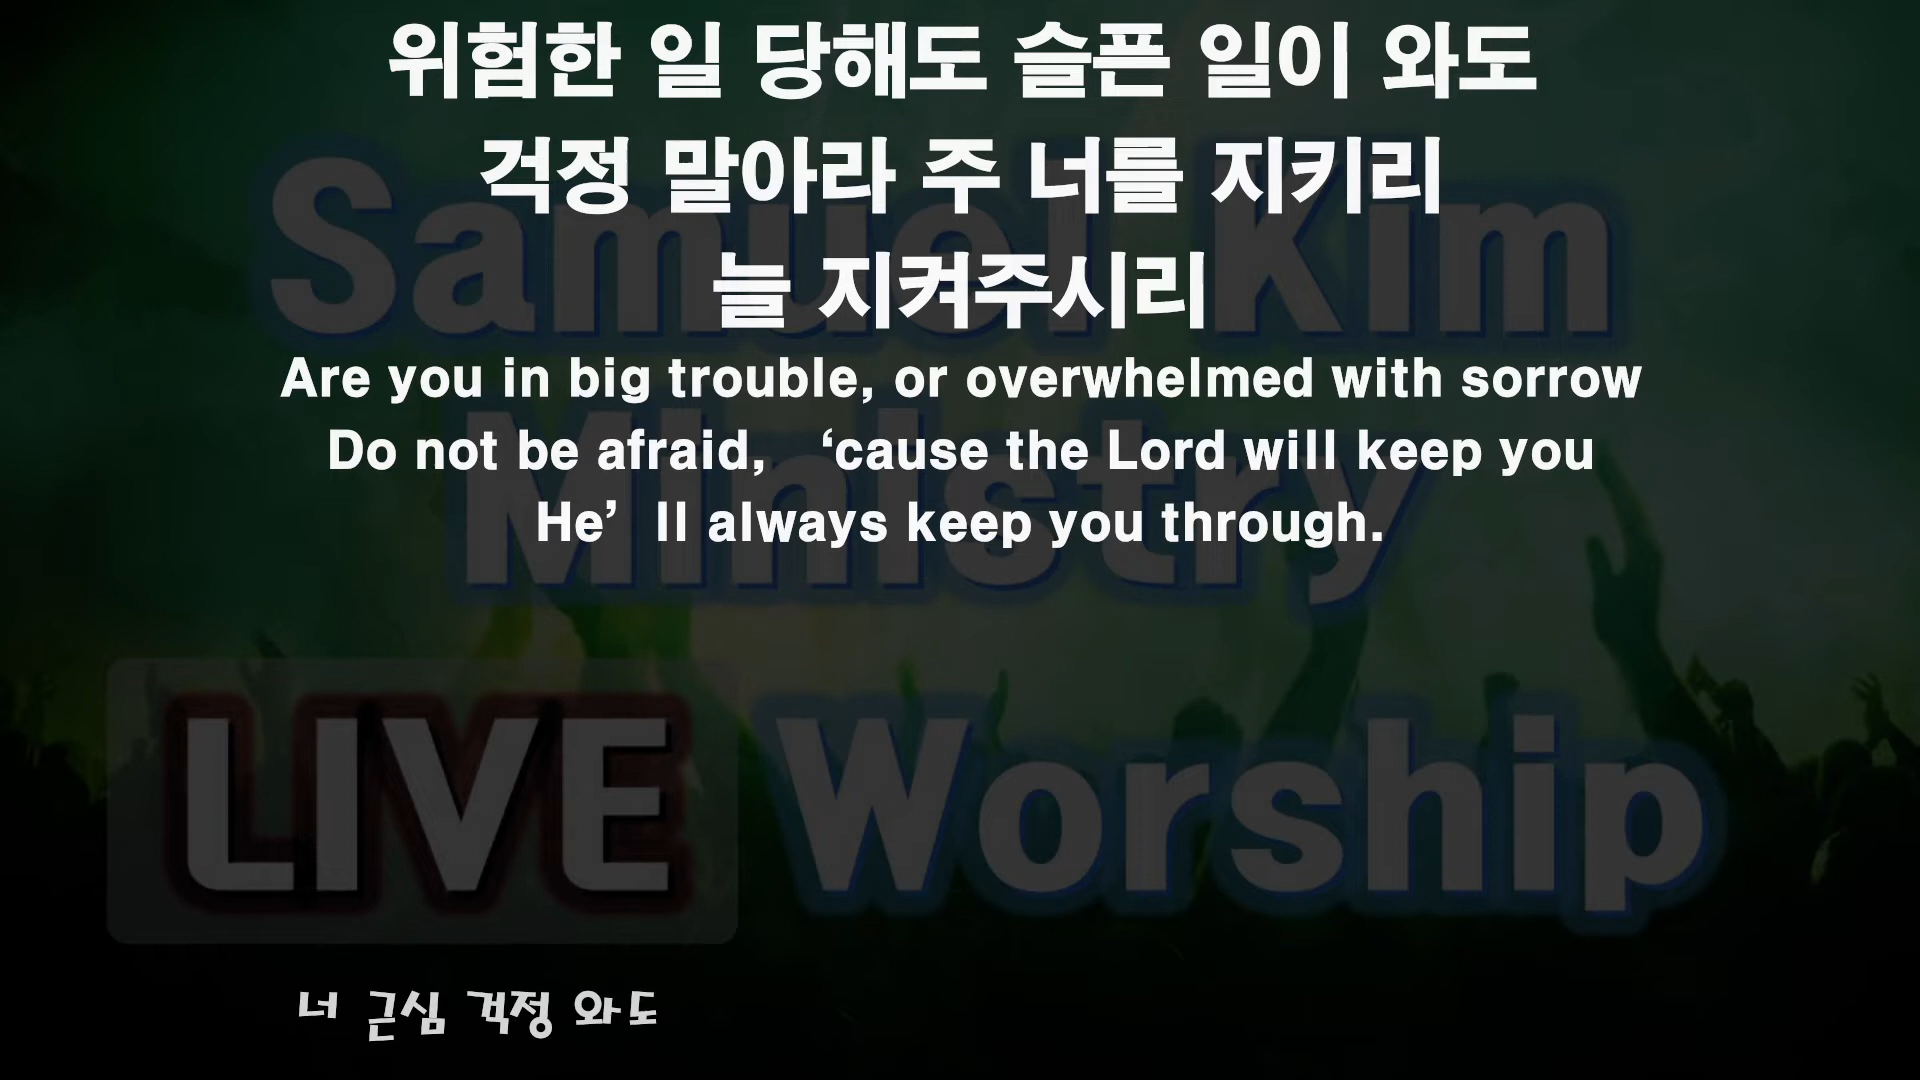 위험한 일 당해도 슬픈 일이 와도
걱정 말아라 주 너를 지키리
늘 지켜주시리
Are you in big trouble, or overwhelmed with sorrow
Do not be afraid, ‘cause the Lord will keep you
He’ ll always keep you through.
Samuel Kim
Ministry
LIVE Worship
너 근심 걱정 와도